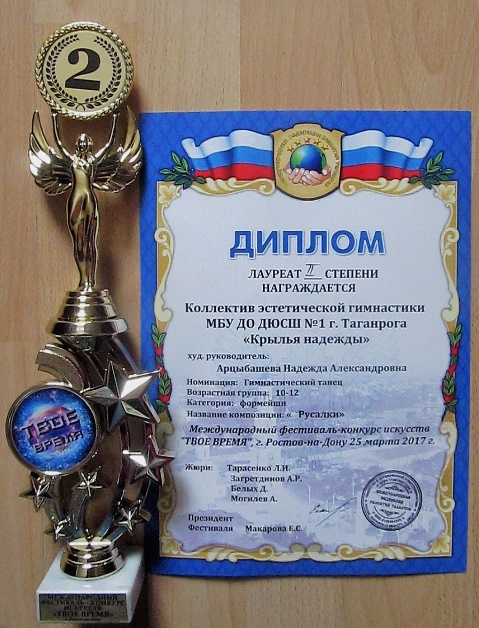 2
ТВОЕ
ВРЕМЯ
МЕЖДУНАРОДНЫЙ
ФЕСТИВАЛЬ-КОНКУРС
ИСКУССТВ
«ТВОЕ ВРЕМЯ»
ДИПЛОМ
ЛАУРЕАТ II СТЕПЕНИ
НАГРАЖДАЕТСЯ
Коллектив эстетической гимнастики
МБУ ДО ДЮСШ №1 г. Таганрога
«Крылья надежды»
худ. руководитель:
Арцыбашева Надежда Александровна
Номинация: Гимнастический танец
Возрастная группа: 10-12
Категория: формейшн
Название композиции: « Русалки»
Международный фестиваль-конкурс искусств
"ТВОЕ ВРЕМЯ", г. Ростов-на-Дону 25 марта 2017 г.
Жюри: Тарасенко Л.И.
Загретдинов А.Р.
Белых Д.
Могилев А.
Президент
Фестиваля Макарова Е.С.